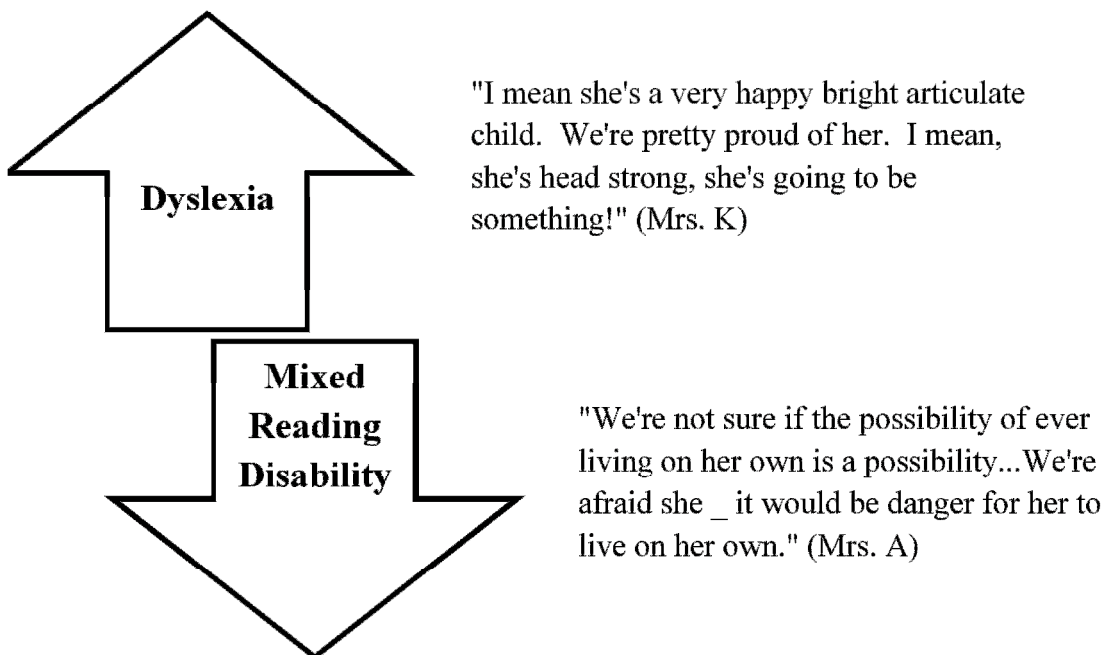 Dyslexia
"I mean she's a very happy bright articulate
child.  We're pretty proud of her.  I mean,
she's head strong, she's going to be
something!" (Mrs. K)
Mixed
Reading
Disability
"We're not sure if the possibility of ever
living on her own is a possibility...We're
afraid she _ it would be danger for her to
live on her own." (Mrs. A)